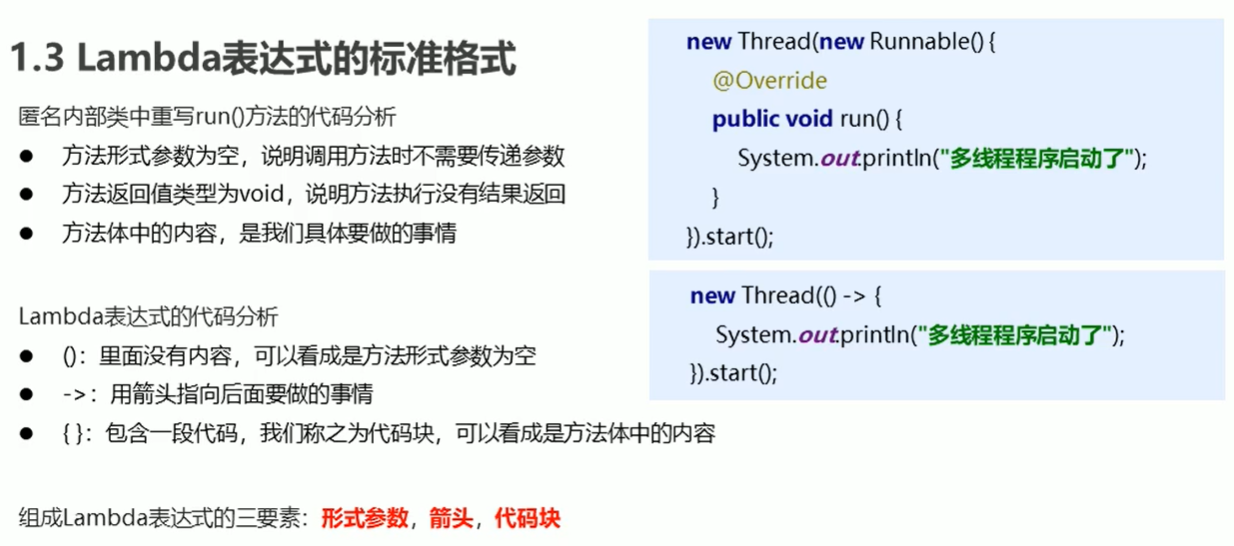 1.3 Lambda表达式的标准格式
匿名内部类中重写run()方法的代码分析
● 方法形式参数为空，说明调用方法时不需要传递参数
● 方法返回值类型为void，说明方法执行没有结果返回
● 方法体中的内容，是我们具体要做的事情
Lambda表达式的代码分析
● ()：里面没有内容，可以看成是方法形式参数为空
● ->：用箭头指向后面要做的事情
● { }：包含一段代码，我们称之为代码块，可以看成是方法体中的内容
组成Lambda表达式的三要素：形式参数，箭头，代码块
new Thread(new Runnable() {
@Override
public void run() {
System.out.println("多线程程序启动了");
}
}).start();
new Thread(() -> {
System.out.println("多线程程序启动了");
}).start();